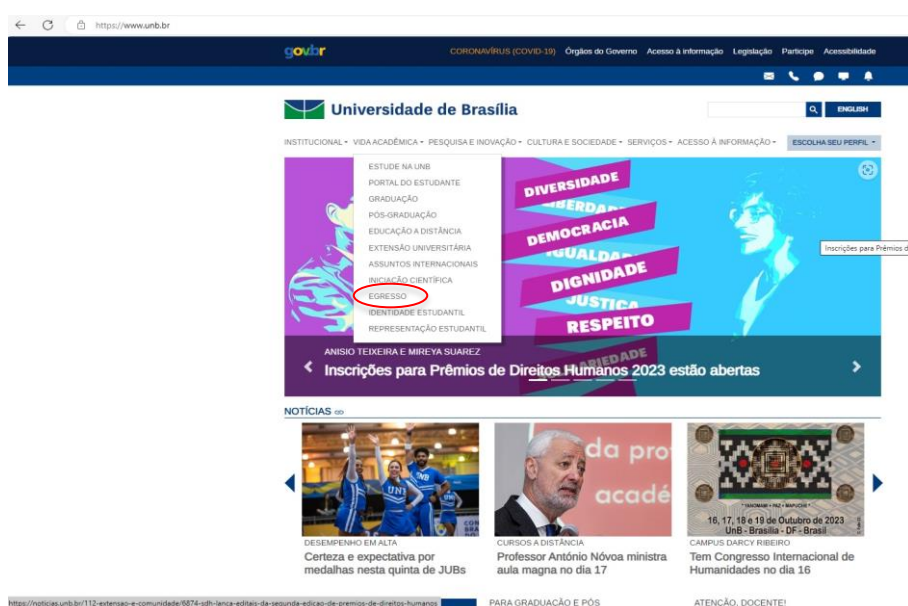 https://www.unb.br
govbr
CORONAVÍRUS (COVID-19) Órgãos do Governo Acesso à informação Legislação Participe Acessibilidade
Universidade de Brasília
ENGLISH
INSTITUCIONAL VIDA ACADÊMICA PESQUISA E INOVAÇÃO CULTURA E SOCIEDADE SERVIÇOS ACESSO À INFORMAÇÃO ESCOLHA SEU PERFIL
ESTUDE NA UNB
PORTAL DO ESTUDANTE
GRADUAÇÃO
PÓS-GRADUAÇÃO
EDUCAÇÃO A DISTÂNCIA
EXTENSÃO UNIVERSITÁRIA
ASSUNTOS INTERNACIONAIS
INICIAÇÃO CIENTÍFICA
EGRESSO
IDENTIDADE ESTUDANTIL
REPRESENTAÇÃO ESTUDANTIL
DIVERSIDADE
DEMOCRACIA
DIGNIDADE
JUSTIÇA
RESPEITO
Inscrições para Prêmios d
ANISIO TEIXEIRA E MIREYA SUAREZ
Inscrições para Prêmios de Direitos Humanos 2023 estão abertas
NOTÍCIAS
UNB
da pro
acadê
16, 17, 18 e 19 de Outubro de 2023
UnB - Brasília - DF - Brasil
DESEMPENHO EM ALTA
Certeza e expectativa por
medalhas nesta quinta de JUBs
CURSOS A DISTÂNCIA
Professor António Nóvoa ministra
aula magna no dia 17
CAMPUS DARCY RIBEIRO
Tem Congresso Internacional de
Humanidades no dia 16
https://noticias.unb.br/112-extensao-e-comunidade/6874-sdh-lanca-editais-da-segunda-edicao-de-premios-de-direitos-humanos
PARA GRADUAÇÃO E PÓS
ATENÇÃO, DOCENTE!